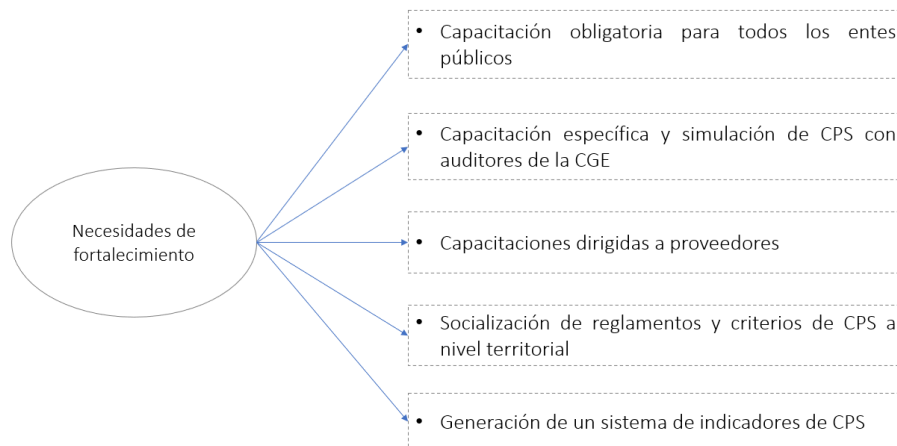 Necesidades de
fortalecimiento
• Capacitación obligatoria para todos los entes
públicos
• Capacitación específica y simulación de CPS con
auditores de la CGE
• Capacitaciones dirigidas a proveedores
• Socialización de reglamentos y criterios de CPS a
nivel territorial
• Generación de un sistema de indicadores de CPS